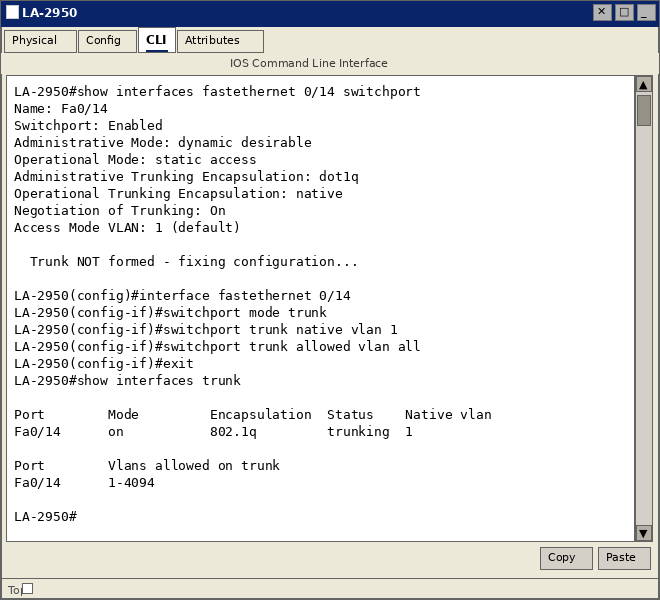 LA-2950
Physical Config CLI Attributes
IOS Command Line Interface
LA-2950#show interfaces fastethernet 0/14 switchport
Name: Fa0/14
Switchport: Enabled
Administrative Mode: dynamic desirable
Operational Mode: static access
Administrative Trunking Encapsulation: dot1q
Operational Trunking Encapsulation: native
Negotiation of Trunking: On
Access Mode VLAN: 1 (default)
Trunk NOT formed - fixing configuration...
LA-2950(config)#interface fastethernet 0/14
LA-2950(config-if)#switchport mode trunk
LA-2950(config-if)#switchport trunk native vlan 1
LA-2950(config-if)#switchport trunk allowed vlan all
LA-2950(config-if)#exit
LA-2950#show interfaces trunk
Port Mode Encapsulation Status Native vlan
Fa0/14 on 802.1q trunking 1
Port Vlans allowed on trunk
Fa0/14 1-4094
LA-2950#
Copy Paste
Top